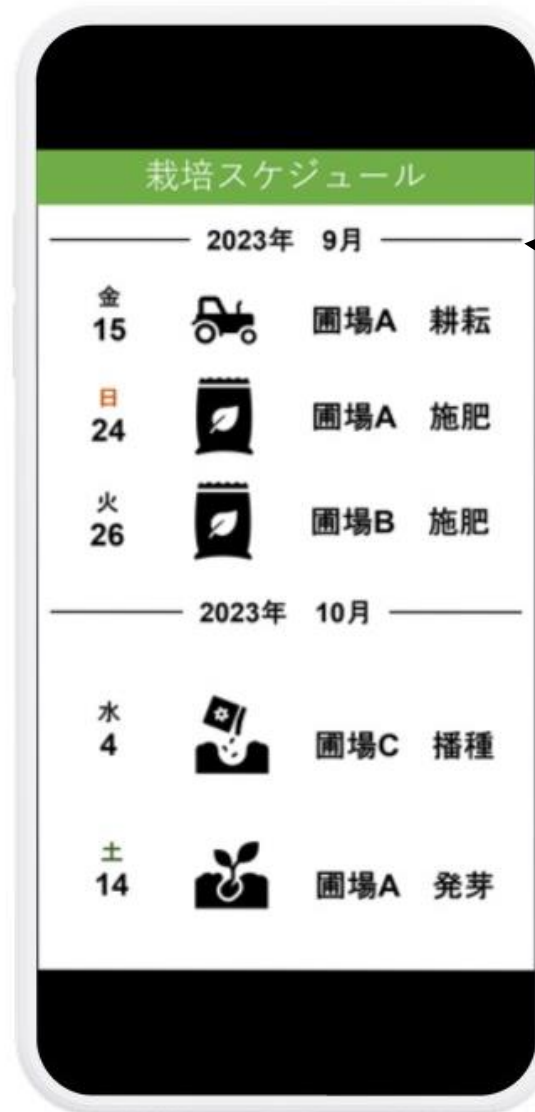 栽培スケジュール
2023年 9月
金
15
圃場A 耕耘
日
24
圃場A 施肥
火
26
圃場B 施肥
2023年 10月
水
4
圃場C 播種
土
14
圃場A 発芽